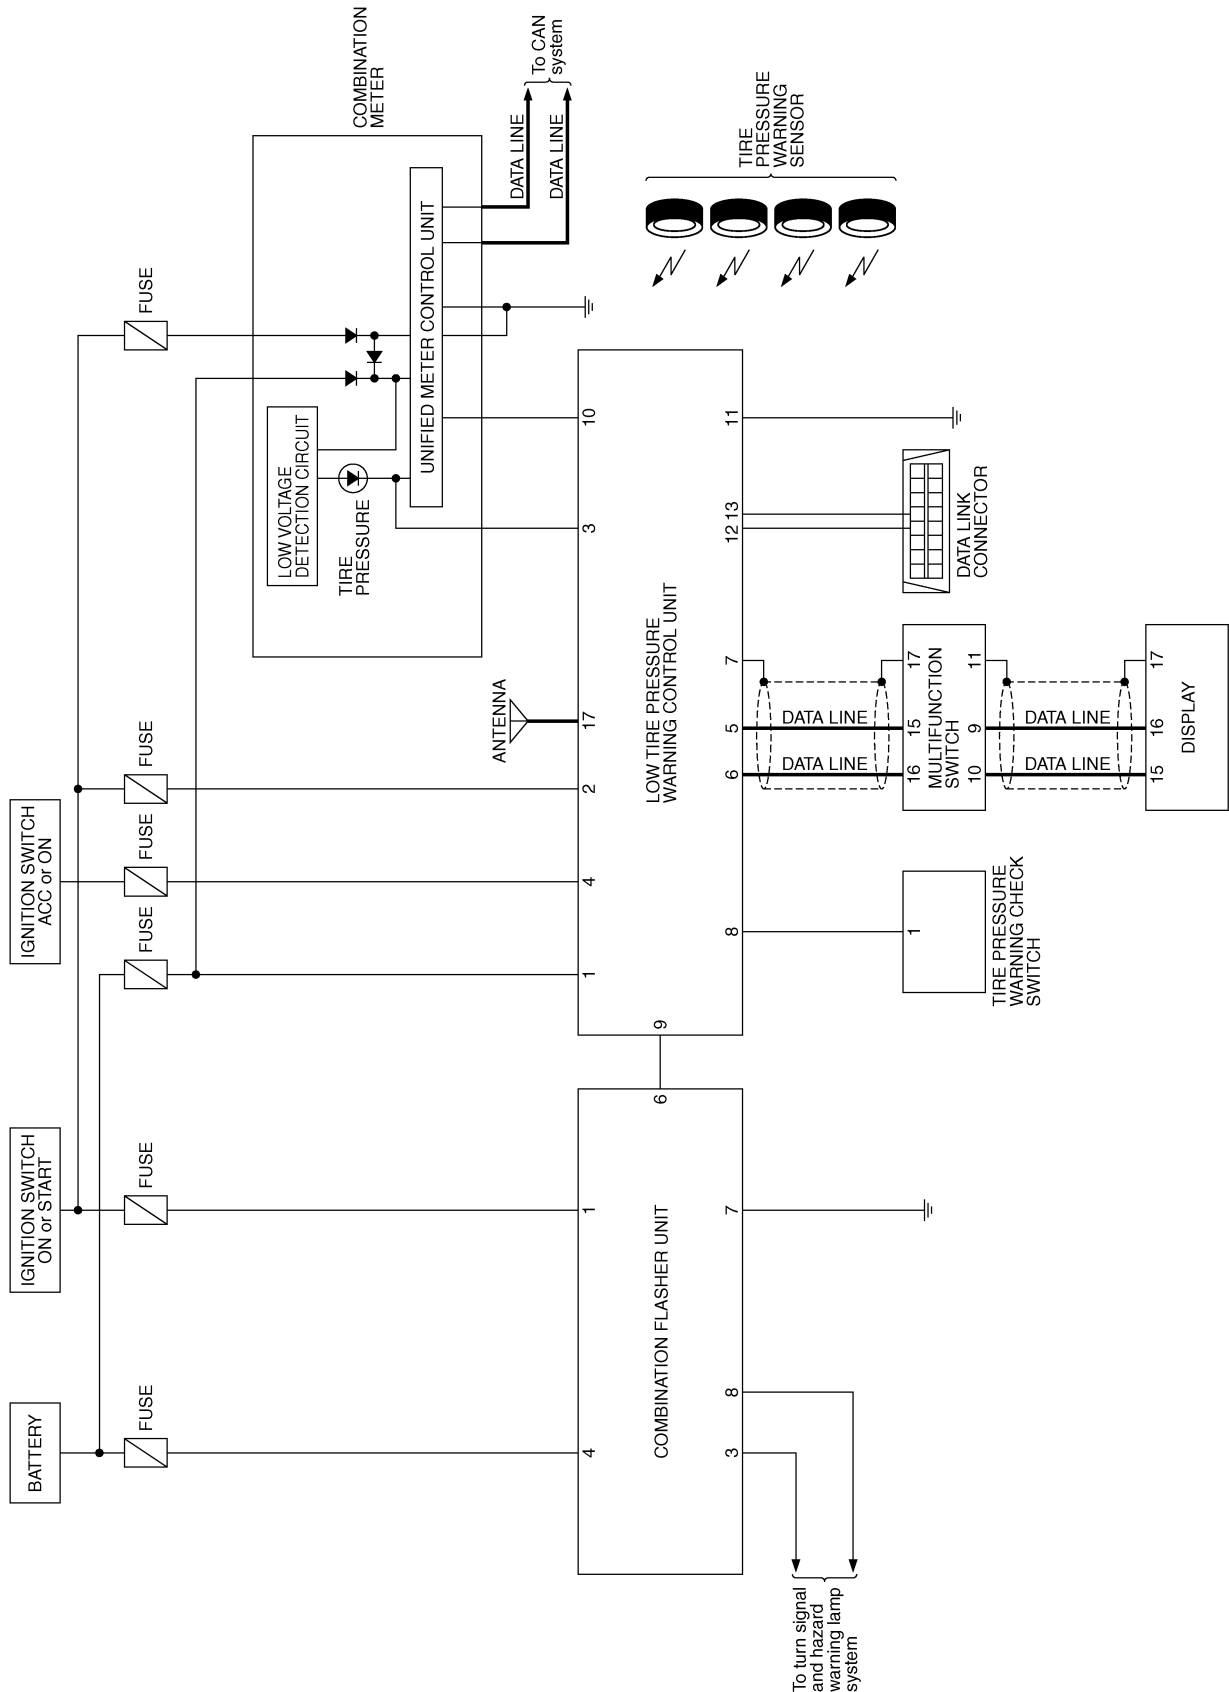 BATTERY
IGNITION SWITCH
ON or START
IGNITION SWITCH
ACC or ON
FUSE
FUSE
FUSE
FUSE
FUSE
FUSE
COMBINATION
METER
LOW VOLTAGE
DETECTION CIRCUIT
TIRE
PRESSURE
UNIFIED METER CONTROL UNIT
DATA LINE
DATA LINE
To CAN
system
ANTENNA
4
1
1
4
2
17
3
10
COMBINATION FLASHER UNIT
6
9
LOW TIRE PRESSURE
WARNING CONTROL UNIT
TIRE
PRESSURE
WARNING
SENSOR
3
8
7
8
6
5
7
12
13
11
To turn signal
and hazard
warning lamp
system
1
TIRE PRESSURE
WARNING CHECK
SWITCH
DATA LINE
DATA LINE
16
15
17
MULTIFUNCTION
SWITCH
10
9
11
DATA LINK
CONNECTOR
DATA LINE
DATA LINE
15
16
17
DISPLAY